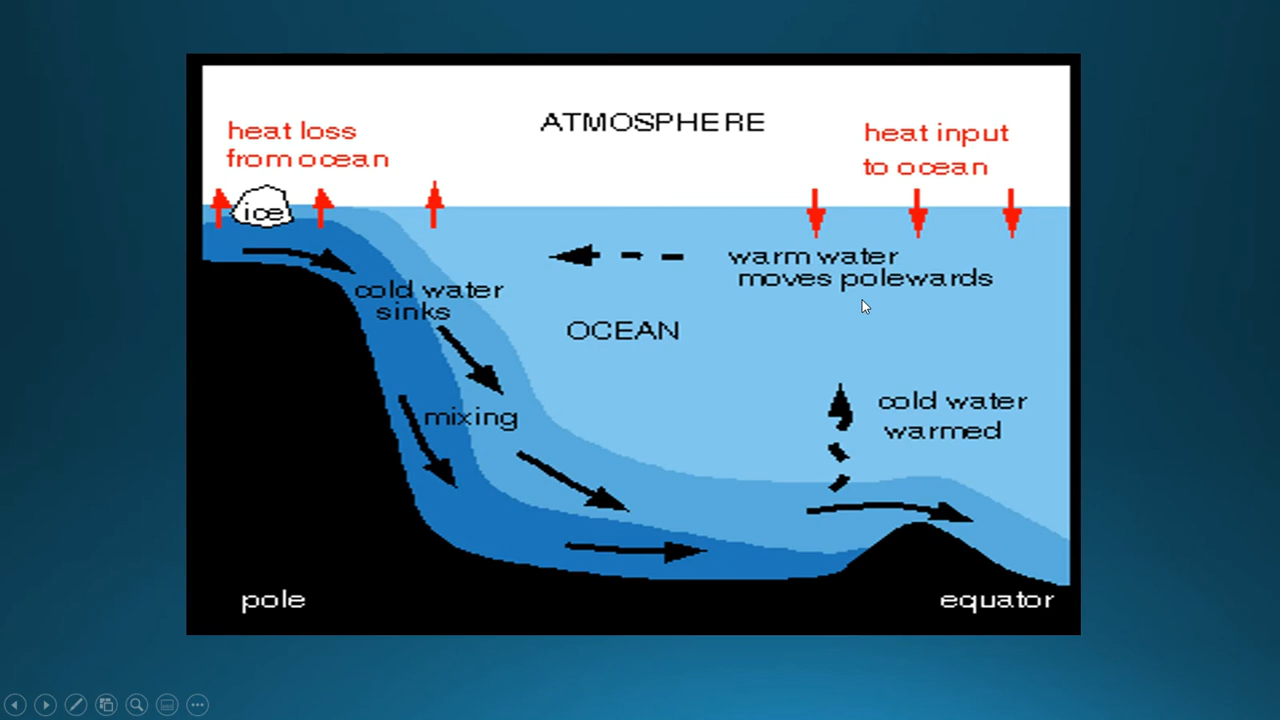 ATMOSPHERE
heat loss
from ocean
heat input
to ocean
ice
warm water
moves polewards
cold water
sinks
OCEAN
mixing
cold water
warmed
pole
equator